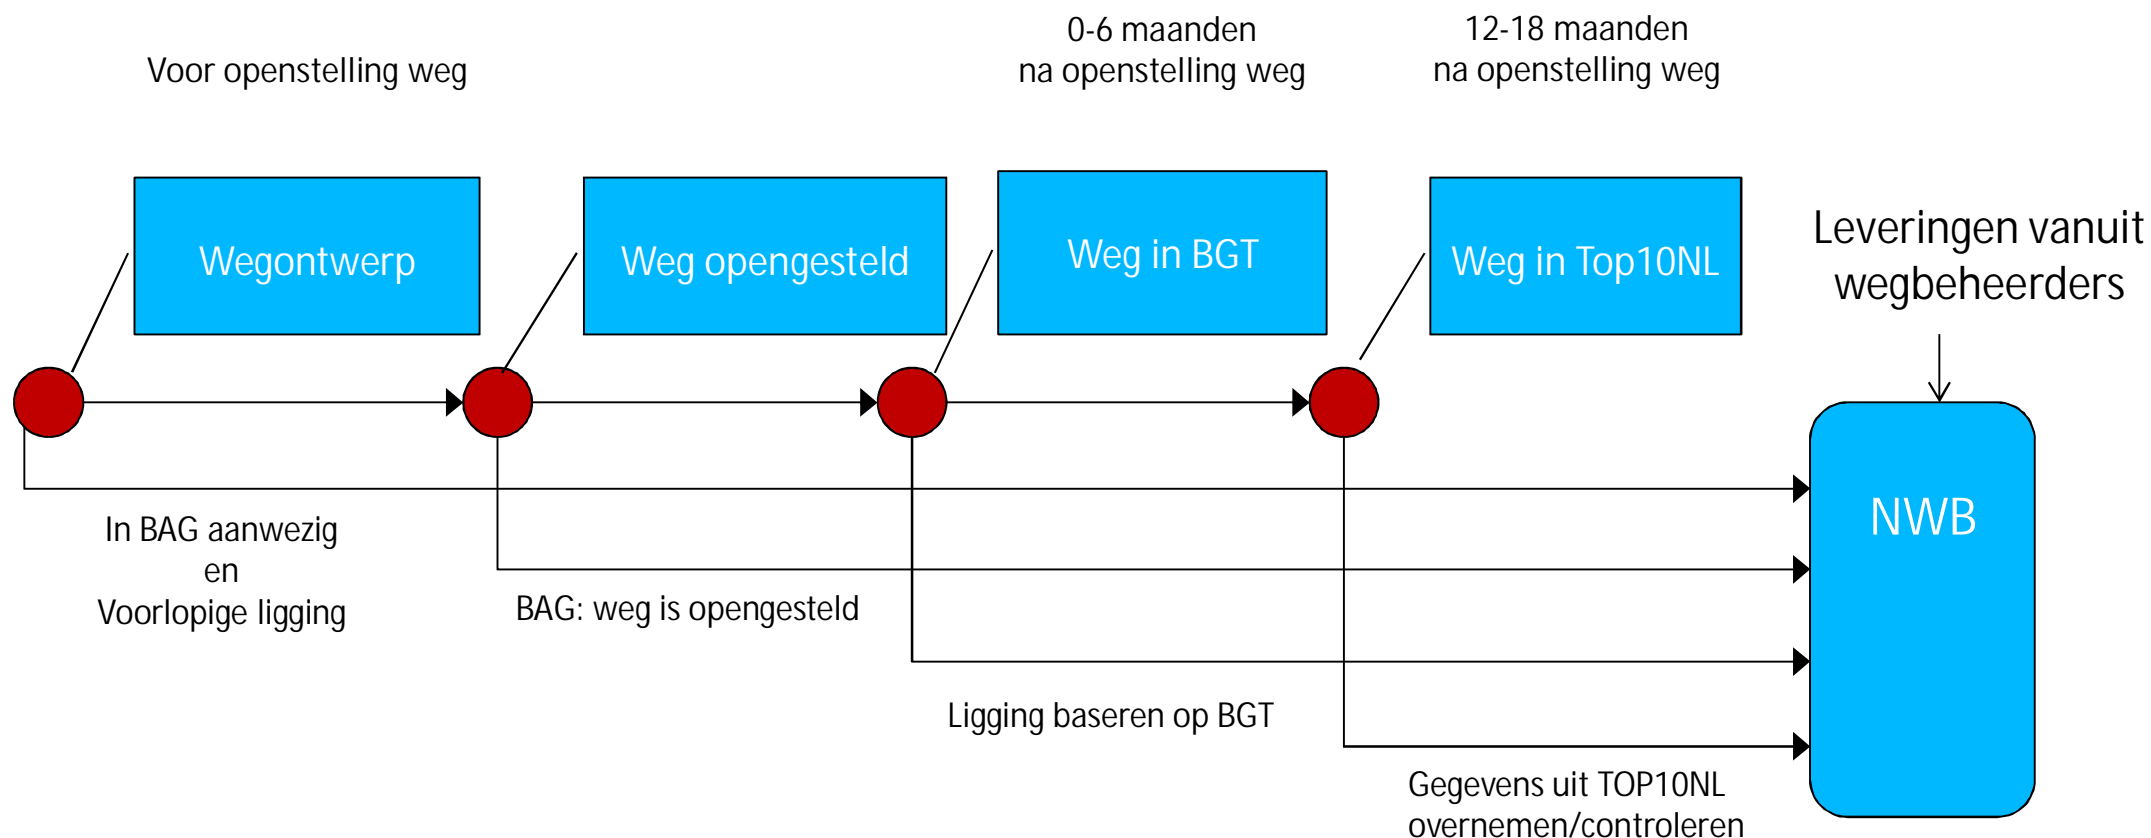 Voor openstelling weg
0-6 maanden
na openstelling weg
12-18 maanden
na openstelling weg
Wegontwerp
Weg opengesteld
Weg in BGT
Weg in Top10NL
Leveringen vanuit
wegbeheerders
NWB
In BAG aanwezig
en
Voorlopige ligging
BAG: weg is opengesteld
Ligging baseren op BGT
Gegevens uit TOP10NL
overnemen/controleren